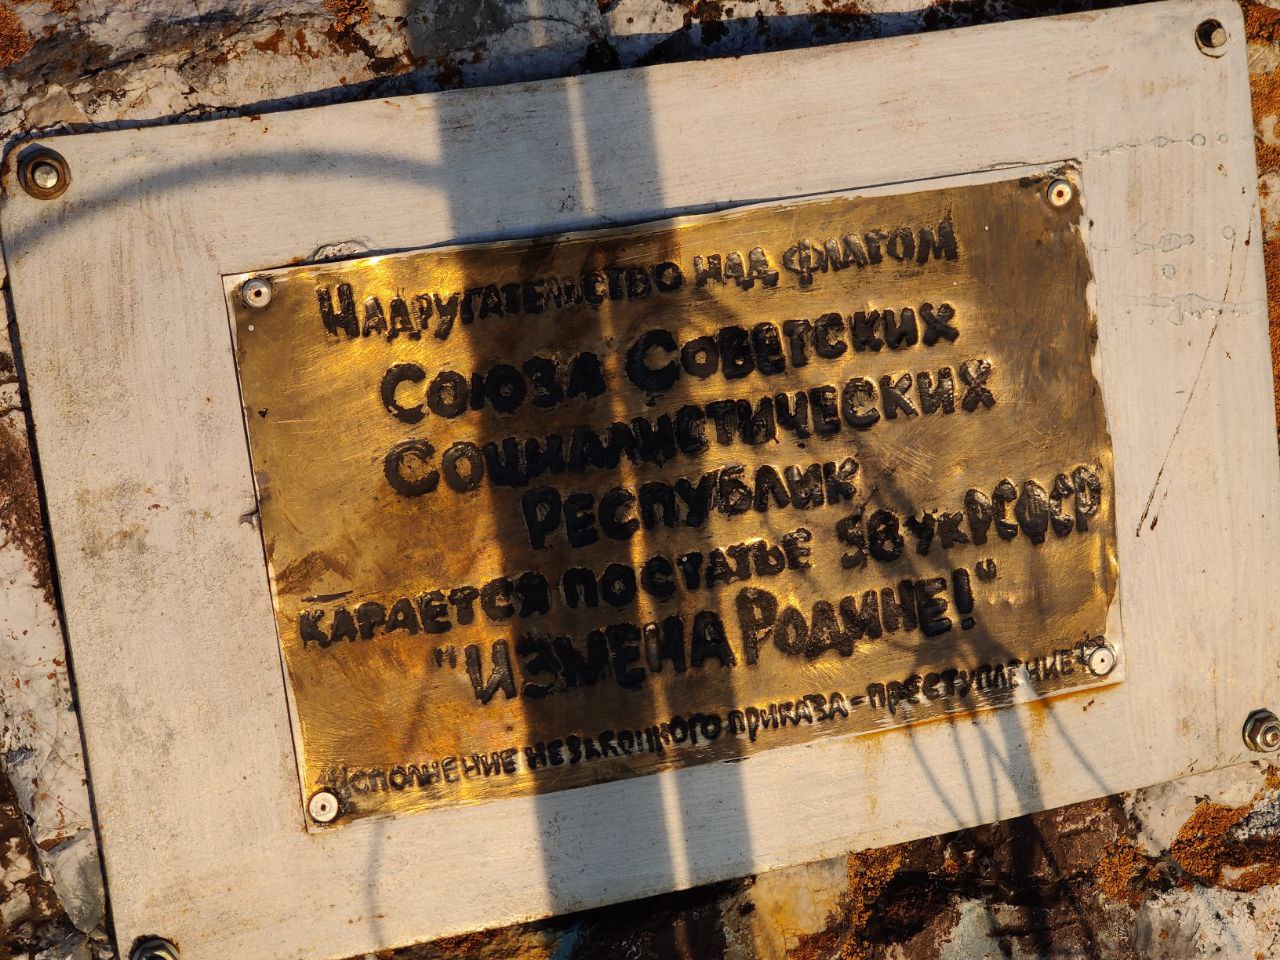 Надругательство над флагом
Союза Советских
Социалистических
Республик
карается по статье 58 ук РСФСР
"Измена Родине!"
Исполнение незаконного приказа = преступление!